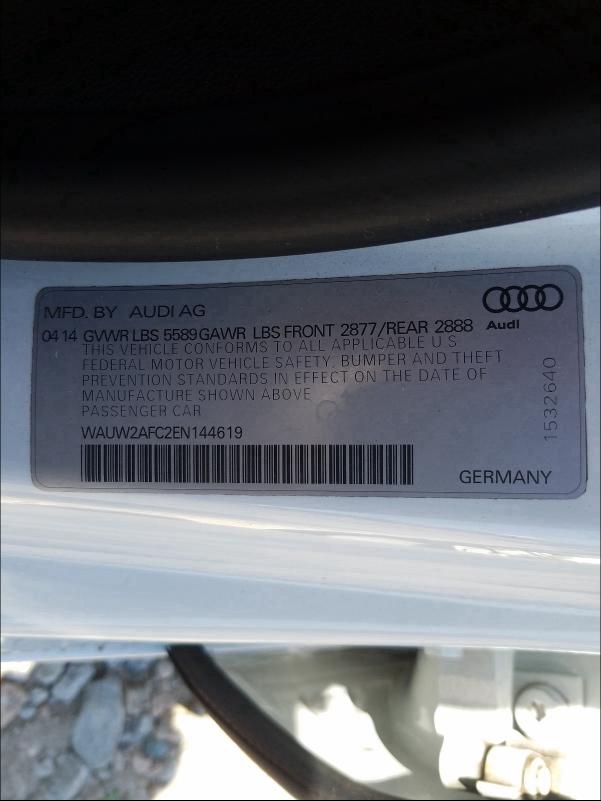 MFD. BY AUDI AG
04 14 GVWR LBS 5589 GAWR LBS FRONT 2877/REAR 2888 Audi
THIS VEHICLE CONFORMS TO ALL APPLICABLE U S
FEDERAL MOTOR VEHICLE SAFETY, BUMPER AND THEFT
PREVENTION STANDARDS IN EFFECT ON THE DATE OF
MANUFACTURE SHOWN ABOVE
PASSENGER CAR
WAUW2AFC2EN144619
GERMANY
1532640